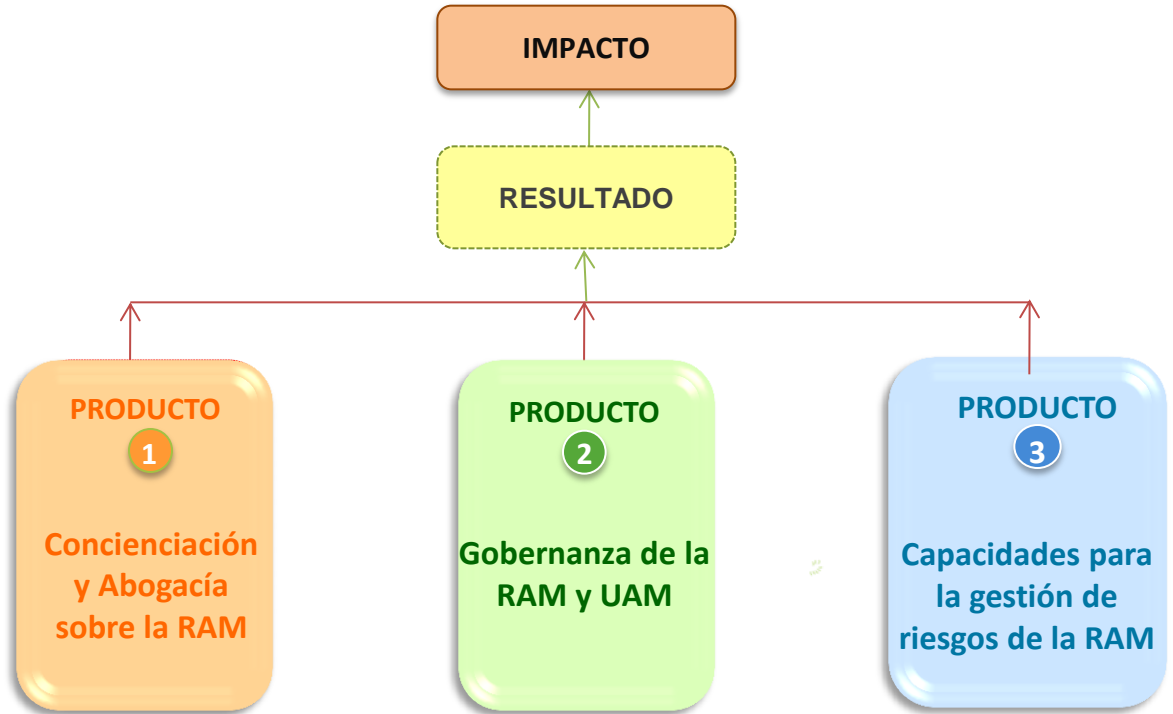 IMPACTO
RESULTADO
PRODUCTO
1
Concienciación
y Abogacía
sobre la RAM
PRODUCTO
2
Gobernanza de la
RAM y UAM
PRODUCTO
3
Capacidades para
la gestión de
riesgos de la RAM